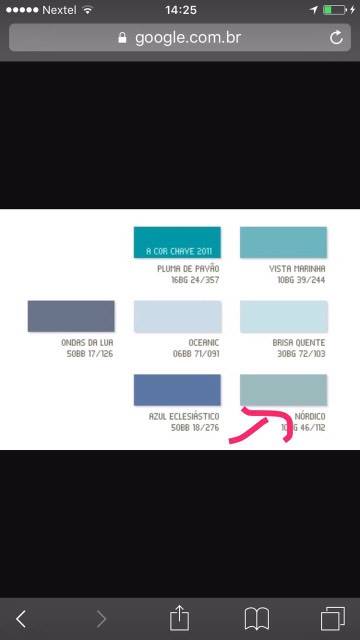 Nextel
14:25
google.com.br
A COR CHAVE 2011
PLUMA DE PAVÃO
16BG 24/357
VISTA MARINHA
10BG 39/244
ONDAS DA LUA
50BB 17/126
OCEANIC
06BB 71/091
BRISA QUENTE
30BG 72/103
AZUL ECLESIÁSTICO
50BB 18/276
NÓRDICO
46/112